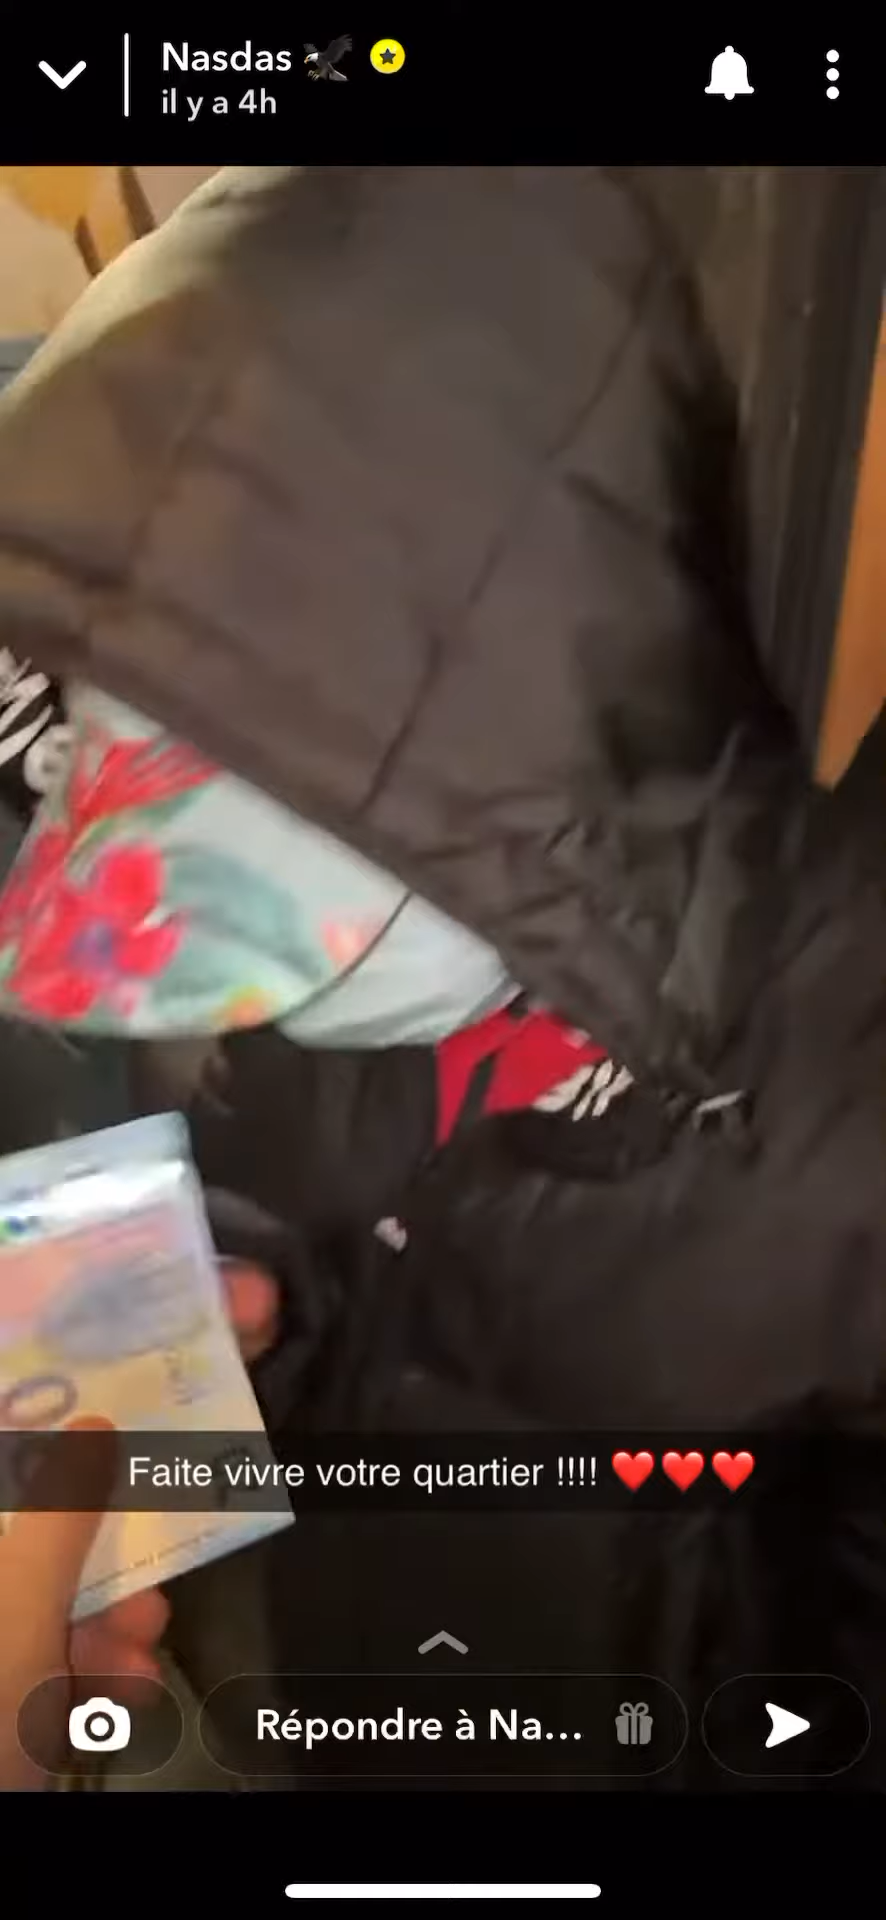 Nasdas 🦅
il y a 4h
Faite vivre votre quartier !!!! ❤️❤️❤️
Répondre à Na...